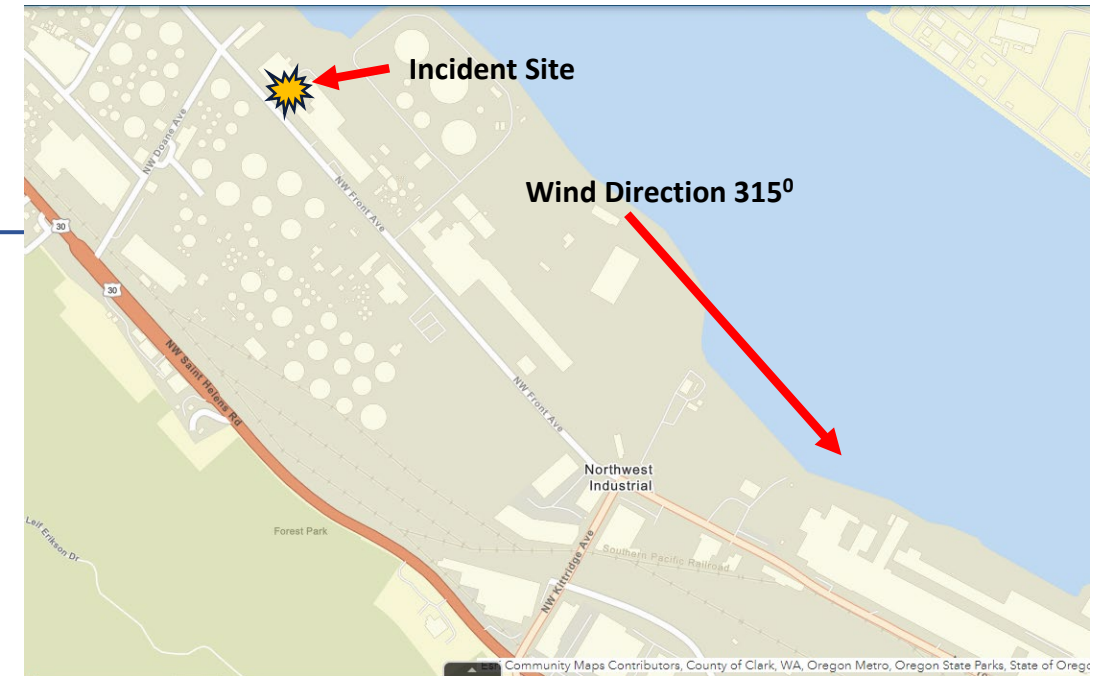 Incident Site
NW Doane Ave
Wind Direction 315⁰
NW Front Ave
30
30
NW Saint Helens Rd
NW Front Ave
Northwest
Industrial
Leif Erikson Dr
Forest Park
Southern Pacific Railroad
NW Kittridge Ave
Esri Community Maps Contributors, County of Clark, WA, Oregon Metro, Oregon State Parks, State of Orego